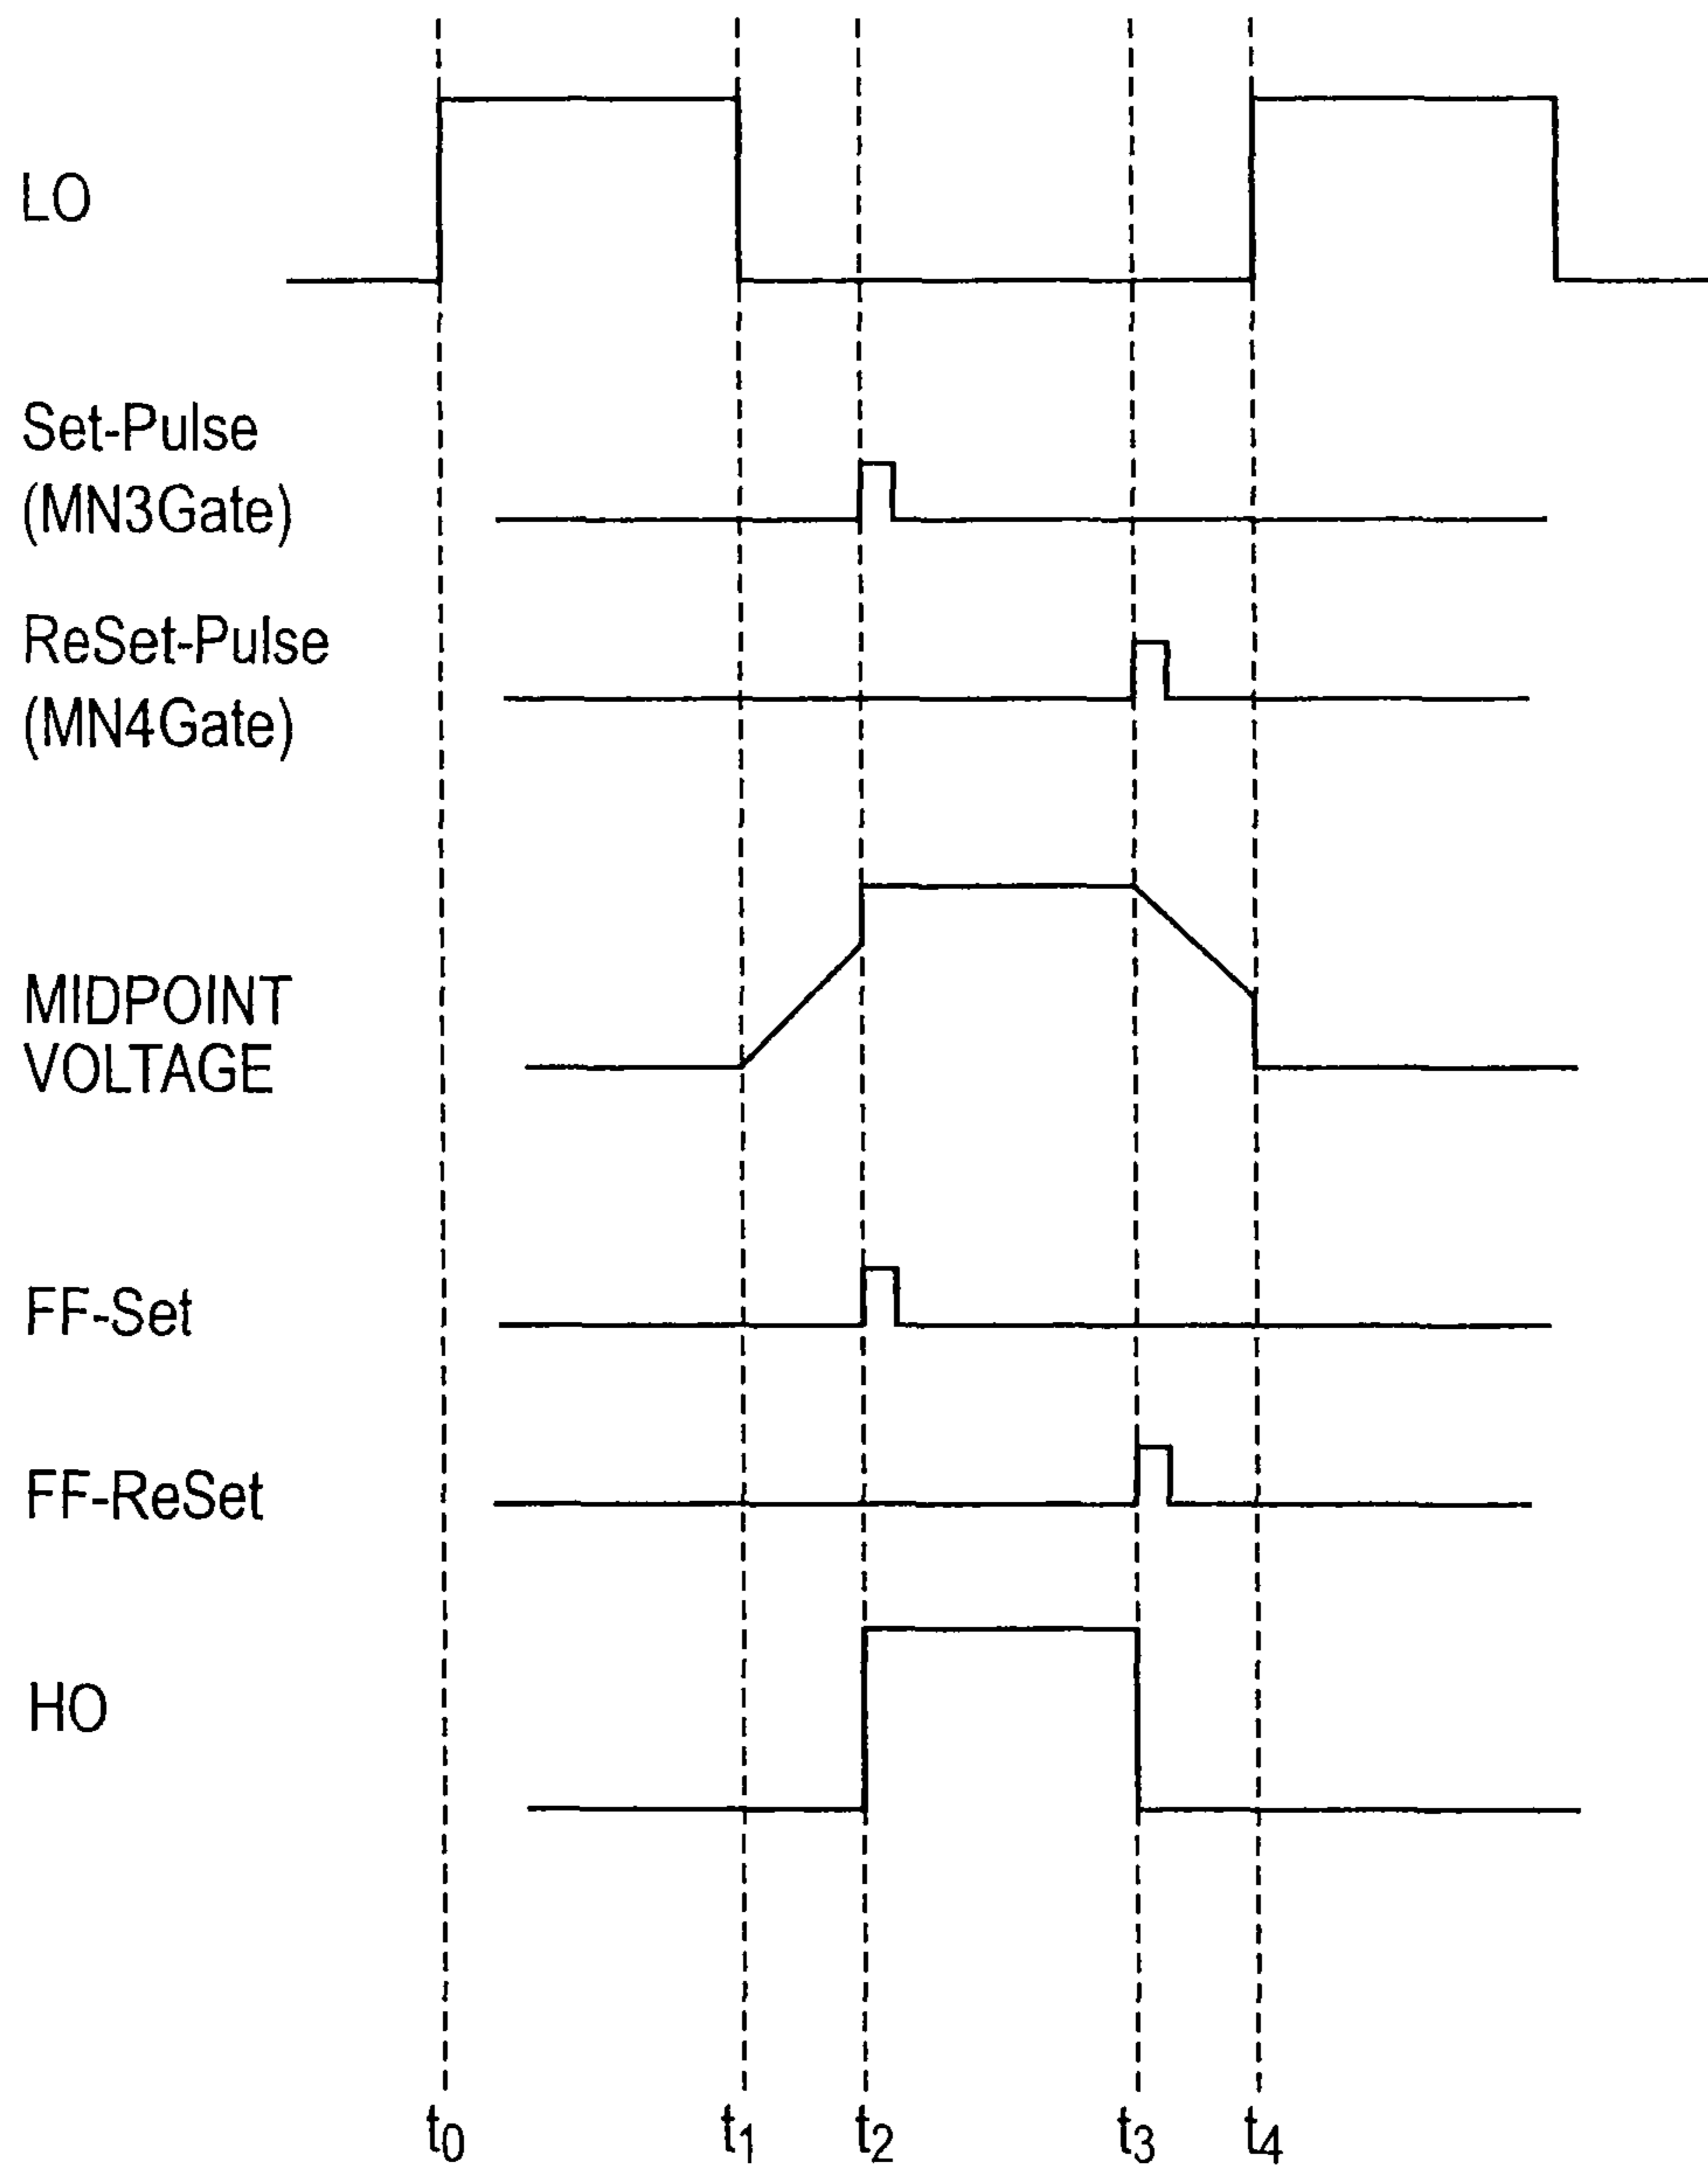 LO
Set-Pulse
(MN3Gate)
ReSet-Pulse
(MN4Gate)
MIDPOINT
VOLTAGE
FF-Set
FF-ReSet
HO
t0 t1 t2 t3 t4